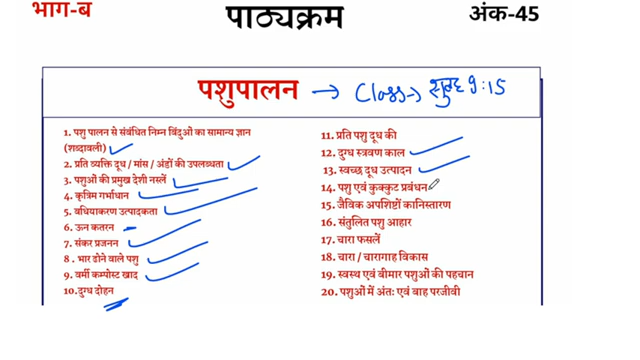 भाग-ब
पाठ्यक्रम
अंक-45
पशुपालन → Class → सुबह 9:15
1. पशु पालन से संबंधित निम्न बिंदुओं का सामान्य ज्ञान
(शब्दावली)
2. प्रति व्यक्ति दूध / मांस / अंडों की उपलब्धता
3. पशुओं की प्रमुख देशी नस्लें
4. कृत्रिम गर्भाधान
5. बधियाकरण उत्पादकता
6. ऊन कतरन
7. संकर प्रजनन
8. भार ढोने वाले पशु
9. वर्मी कम्पोस्ट खाद
10. दुग्ध दोहन
11. प्रति पशु दूध की
12. दुग्ध स्त्रवण काल
13. स्वच्छ दूध उत्पादन
14. पशु एवं कुक्कुट प्रवंधन
15. जैविक अपशिष्टों कानिस्तारण
16. संतुलित पशु आहार
17. चारा फसलें
18. चारा / चारागाह विकास
19. स्वस्थ एवं बीमार पशुओं की पहचान
20. पशुओं में अंत: एवं वाह परजीवी